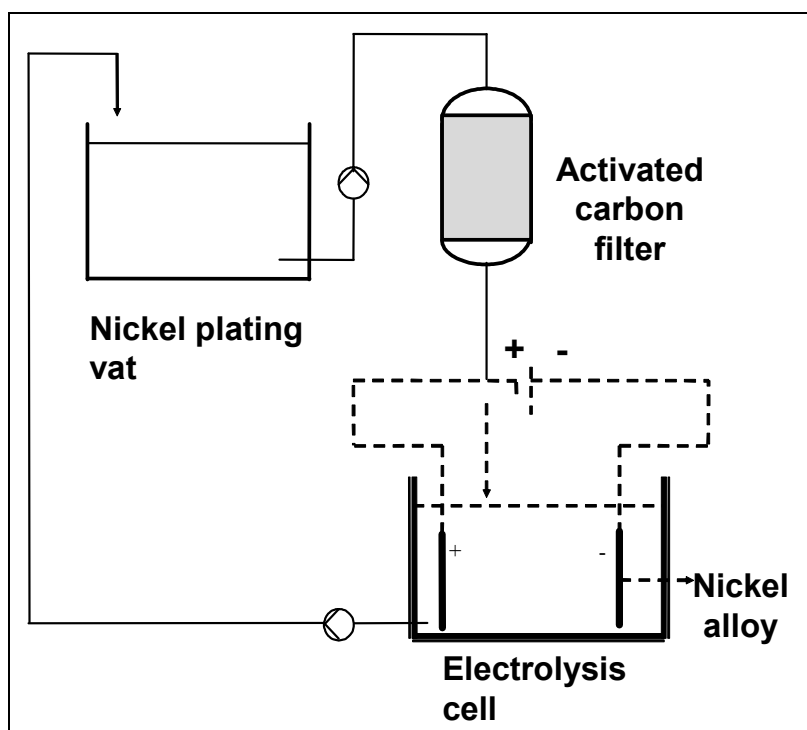 Activated
carbon
filter
Nickel plating
vat
+ -
+ -
Nickel
alloy
Electrolysis
cell